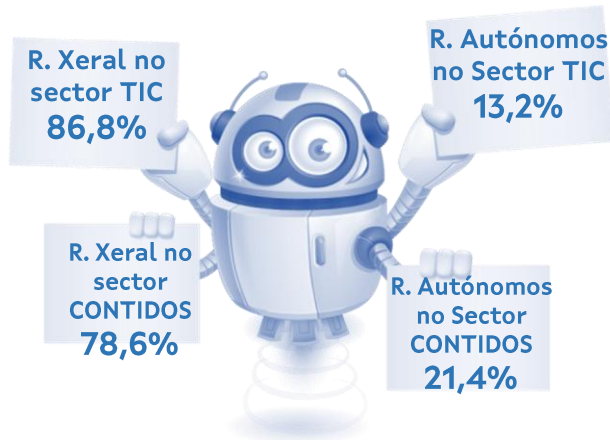 R. Xeral no
sector TIC
86,8%
R. Autónomos
no Sector TIC
13,2%
R. Xeral no
sector
CONTIDOS
78,6%
R. Autónomos
no Sector
CONTIDOS
21,4%